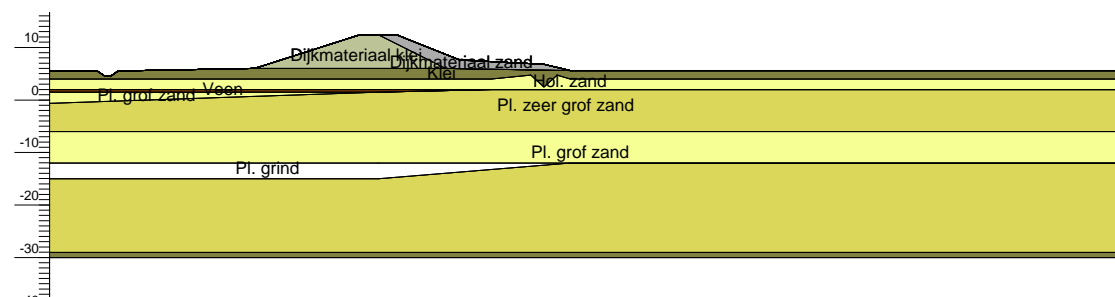 10
Dijkmateriaal klei
Dijkmateriaal zand
Klei
Hol. zand
Veen
0
Pl. grof zand
Pl. zeer grof zand
-10
Pl. grof zand
Pl. grind
-20
-30